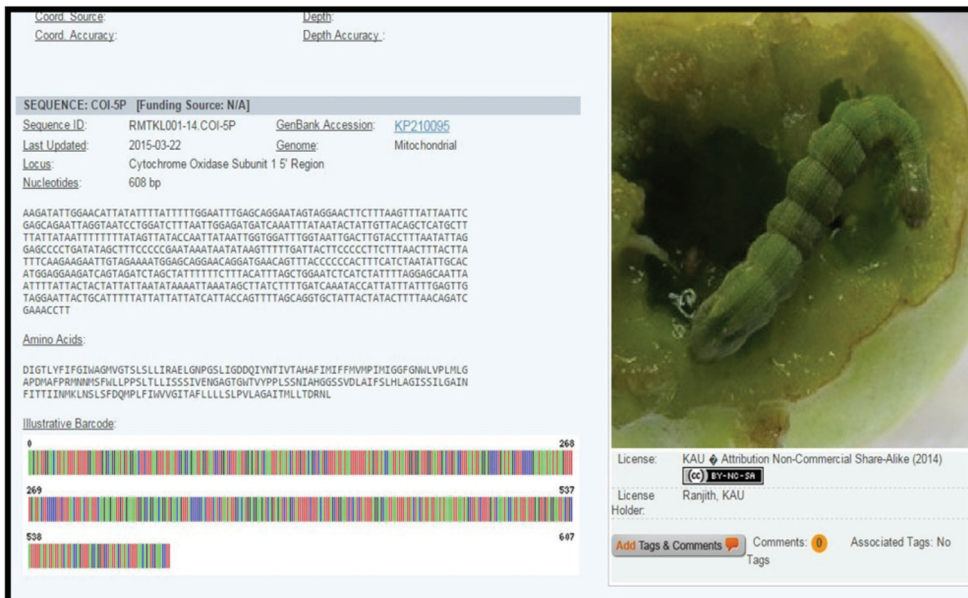 Coord. Source:
Depth:
Coord. Accuracy:
Depth Accuracy :
SEQUENCE: COI-5P [Funding Source: N/A]
Sequence ID: RMTKL001-14.COI-5P GenBank Accession: KP210095
Last Updated: 2015-03-22 Genome: Mitochondrial
Locus: Cytochrome Oxidase Subunit 1 5' Region
Nucleotides: 608 bp
AAGATATTGGAACATTATATTTTATTTTTGGAATTTGAGCAGGAATAGTAGGAACTTCTTTAAGTTTATTAATTC
GAGCAGAATTAGGTAATCCTGGATCTTTAATTGGAGATGATCAAATTTATAATACTATTGTTACAGCTCATGCTT
TTATTATAATTTTTTTTATAGTTATACCAATTATAATTGGTGGATTTGGTAATTGACTTGTACCTTTAATATTAG
GAGCCCCTGATATAGCTTTCCCCCGAATAAATAATATAAGTTTTTGATTACTTCCCCCTTCTTTAACTTTACTTA
TTTCAAGAAGAATTGTAGAAAATGGAGCAGGAACAGGATGAACAGTTTACCCCCCACTTTCATCTAATATTGCAC
ATGGAGGAAGATCAGTAGATCTAGCTATTTTTTCTTTACATTTAGCTGGAATCTCATCTATTTTAGGAGCAATTA
ATTTTATTACTACTATTATTAATATAAAATTAAATAGCTTATCTTTTGATCAAATACCATTATTTATTTGAGTTG
TAGGAATTACTGCATTTTTATTATTATTATCATTACCAGTTTTAGCAGGTGCTATTACTATACTTTTAACAGATC
GAAACCTT
Amino Acids:
DIGTLYFIFGIWAGMVGTSLSLLIRAELGNPGSLIGDDQIYNTIVTAHAFIMIFFMVMPIMIGGFGNWLVPLMLG
APDMAFPRMNNMSFWLLPPSLTLLISSSIVENGAGTGWTVYPPLSSNIAHGGSSVDLAIFSLHLAGISSILGAIN
FITTIINMKLNSLSFDQMPLFIWVVGITAFLLLLSLPVLAGAITMLLTDRNL
Illustrative Barcode:
0 268
269 537
538 607
License: KAU � Attribution Non-Commercial Share-Alike (2014)
(cc) BY-NC-SA
License Ranjith, KAU
Holder:
Add Tags & Comments Comments: 0 Associated Tags: No
Tags